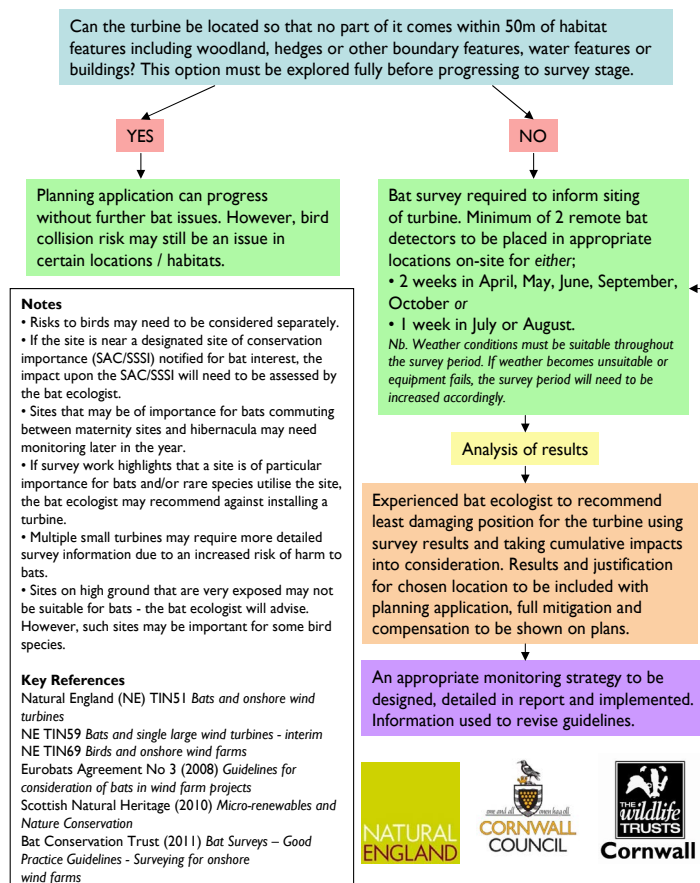 Can the turbine be located so that no part of it comes within 50m of habitat
features including woodland, hedges or other boundary features, water features or
buildings? This option must be explored fully before progressing to survey stage.
YES
NO
Planning application can progress
without further bat issues. However, bird
collision risk may still be an issue in
certain locations / habitats.
Bat survey required to inform siting
of turbine. Minimum of 2 remote bat
detectors to be placed in appropriate
locations on-site for either;
• 2 weeks in April, May, June, September,
October or
• 1 week in July or August.
Nb. Weather conditions must be suitable throughout
the survey period. If weather becomes unsuitable or
equipment fails, the survey period will need to be
increased accordingly.
Notes
• Risks to birds may need to be considered separately.
• If the site is near a designated site of conservation
importance (SAC/SSSI) notified for bat interest, the
impact upon the SAC/SSSI will need to be assessed by
the bat ecologist.
• Sites that may be of importance for bats commuting
between maternity sites and hibernacula may need
monitoring later in the year.
• If survey work highlights that a site is of particular
importance for bats and/or rare species utilise the site,
the bat ecologist may recommend against installing a
turbine.
• Multiple small turbines may require more detailed
survey information due to an increased risk of harm to
bats.
• Sites on high ground that are very exposed may not
be suitable for bats - the bat ecologist will advise.
However, such sites may be important for some bird
species.
Key References
Natural England (NE) TIN51 Bats and onshore wind
turbines
NE TIN59 Bats and single large wind turbines - interim
NE TIN69 Birds and onshore wind farms
Eurobats Agreement No 3 (2008) Guidelines for
consideration of bats in wind farm projects
Scottish Natural Heritage (2010) Micro-renewables and
Nature Conservation
Bat Conservation Trust (2011) Bat Surveys – Good
Practice Guidelines - Surveying for onshore
wind farms
Analysis of results
Experienced bat ecologist to recommend
least damaging position for the turbine using
survey results and taking cumulative impacts
into consideration. Results and justification
for chosen location to be included with
planning application, full mitigation and
compensation to be shown on plans.
An appropriate monitoring strategy to be
designed, detailed in report and implemented.
Information used to revise guidelines.
NATURAL
ENGLAND
one and all onen hag oll
CORNWALL
COUNCIL
THE
wildlife
TRUSTS
Cornwall